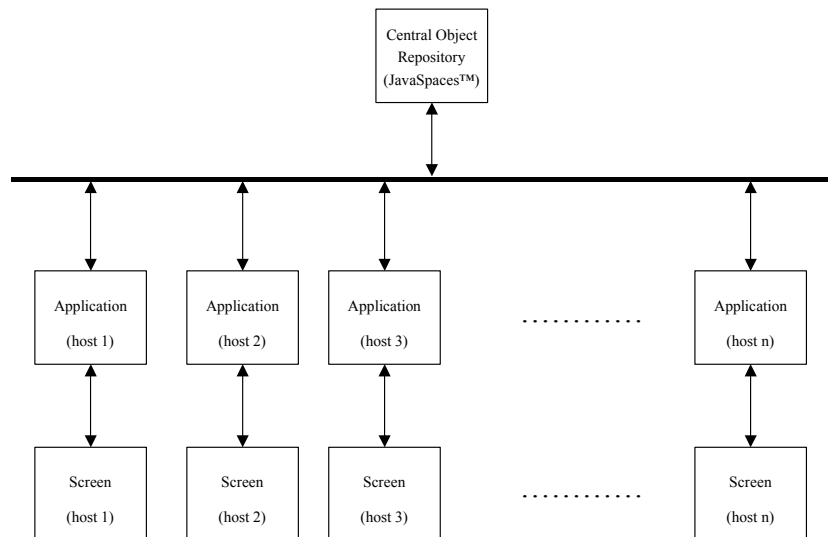 Central Object
Repository
(JavaSpaces™)
Application
(host 1)
Application
(host 2)
Application
(host 3)
............
Application
(host n)
Screen
(host 1)
Screen
(host 2)
Screen
(host 3)
............
Screen
(host n)